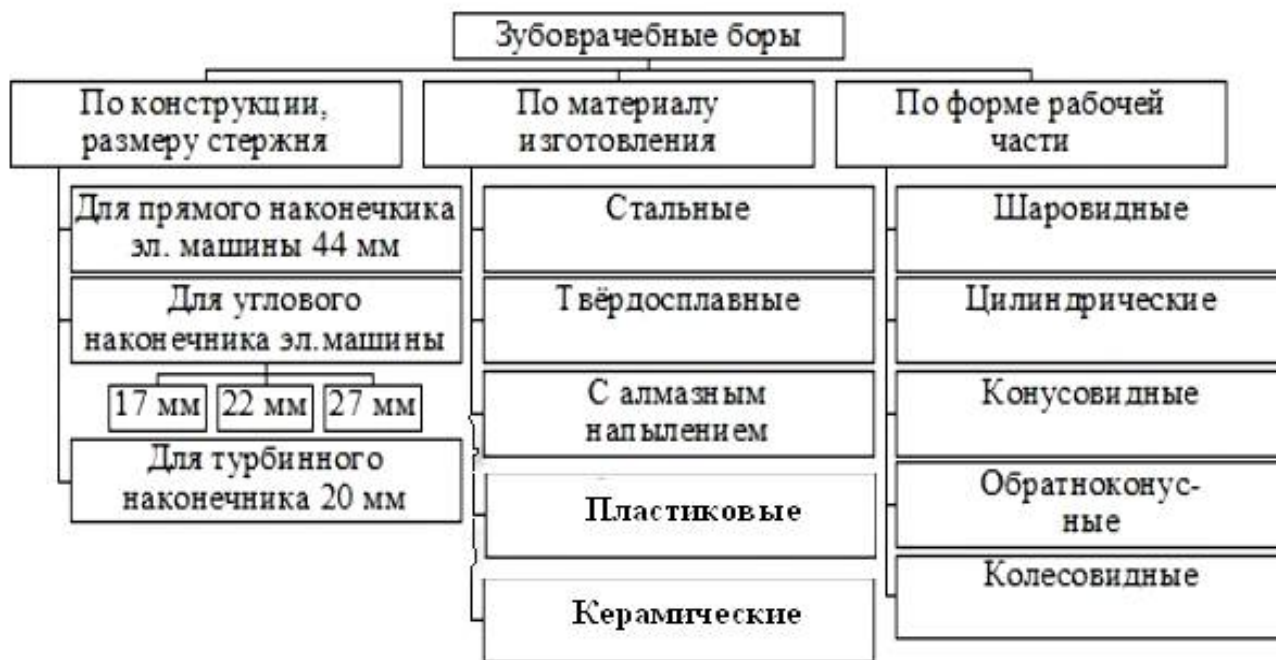 Зубоврачебные боры
По конструкции,
размеру стержня
По материалу
изготовления
По форме рабочей
части
Для прямого наконечкика
эл. машины 44 мм
Для углового
наконечника эл.машины
17 мм
22 мм
27 мм
Для турбинного
наконечника 20 мм
Стальные
Твёрдосплавные
С алмазным
напылением
Пластиковые
Керамические
Шаровидные
Цилиндрические
Конусовидные
Обратноконус-
ные
Колесовидные